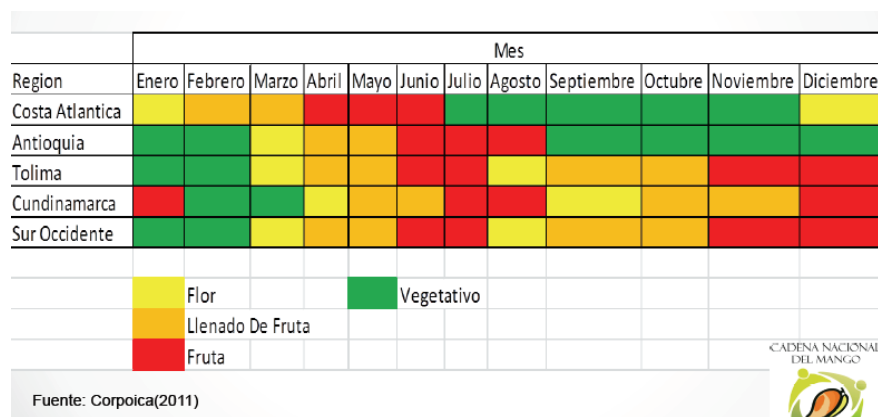 Mes
Region Enero Febrero Marzo Abril Mayo Junio Julio Agosto Septiembre Octubre Noviembre Diciembre
Costa Atlantica
Antioquia
Tolima
Cundinamarca
Sur Occidente
Flor Vegetativo
Llenado De Fruta
Fruta
CADENA NACIONAL
DEL MANGO
Fuente: Corpoica(2011)